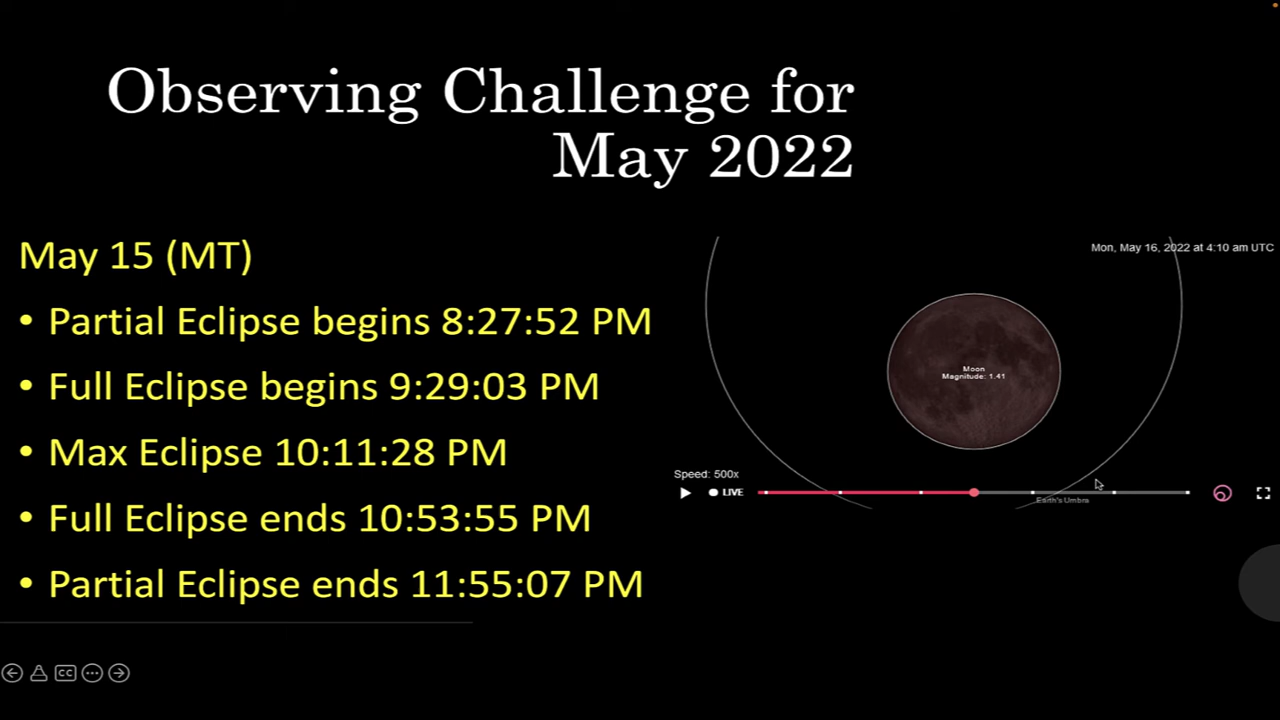 Observing Challenge for
May 2022
May 15 (MT)
• Partial Eclipse begins 8:27:52 PM
• Full Eclipse begins 9:29:03 PM
• Max Eclipse 10:11:28 PM
• Full Eclipse ends 10:53:55 PM
• Partial Eclipse ends 11:55:07 PM
Mon, May 16, 2022 at 4:10 am UTC
Moon
Magnitude: 1.41
Speed: 500x
LIVE
Earth's Umbra
CC